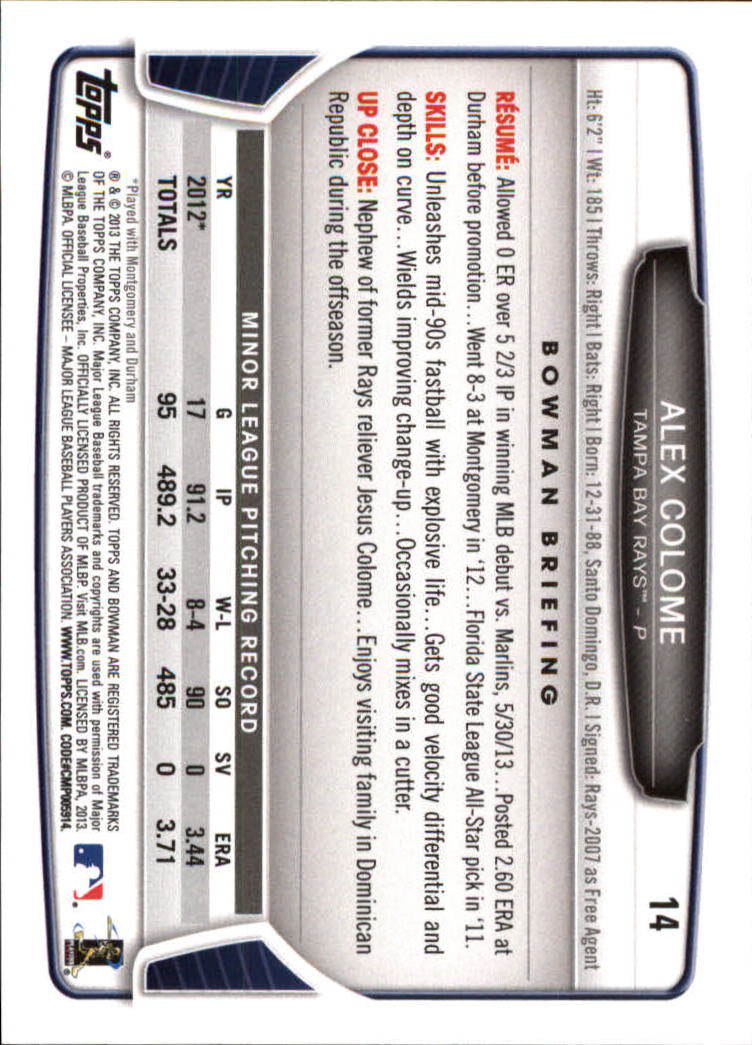 14
ALEX COLOME
TAMPA BAY RAYS™ – P
Ht: 6'2" | Wt: 185 | Throws: Right | Bats: Right | Born: 12-31-88, Santo Domingo, D.R. | Signed: Rays-2007 as Free Agent
BOWMAN BRIEFING
RÉSUMÉ: Allowed 0 ER over 5 2/3 IP in winning MLB debut vs. Marlins, 5/30/13...Posted 2.60 ERA at
Durham before promotion...Went 8-3 at Montgomery in '12...Florida State League All-Star pick in '11.
SKILLS: Unleashes mid-90s fastball with explosive life...Gets good velocity differential and
depth on curve...Wields improving change-up...Occasionally mixes in a cutter.
UP CLOSE: Nephew of former Rays reliever Jesus Colome...Enjoys visiting family in Dominican
Republic during the offseason.
MINOR LEAGUE PITCHING RECORD
YR G IP W-L SO SV ERA
2012* 17 91.2 8-4 90 0 3.44
TOTALS 95 489.2 33-28 485 0 3.71
*Played with Montgomery and Durham
® & © 2013 THE TOPPS COMPANY, INC. ALL RIGHTS RESERVED. TOPPS AND BOWMAN ARE REGISTERED TRADEMARKS
OF THE TOPPS COMPANY, INC. Major League Baseball trademarks and copyrights are used with permission of Major
League Baseball Properties, Inc. OFFICIALLY LICENSED PRODUCT OF MLBP. Visit MLB.com. LICENSED BY MLBPA, 2013.
© MLBPA. OFFICIAL LICENSEE – MAJOR LEAGUE BASEBALL PLAYERS ASSOCIATION. WWW.TOPPS.COM. CODE#CMP005914.
topps®